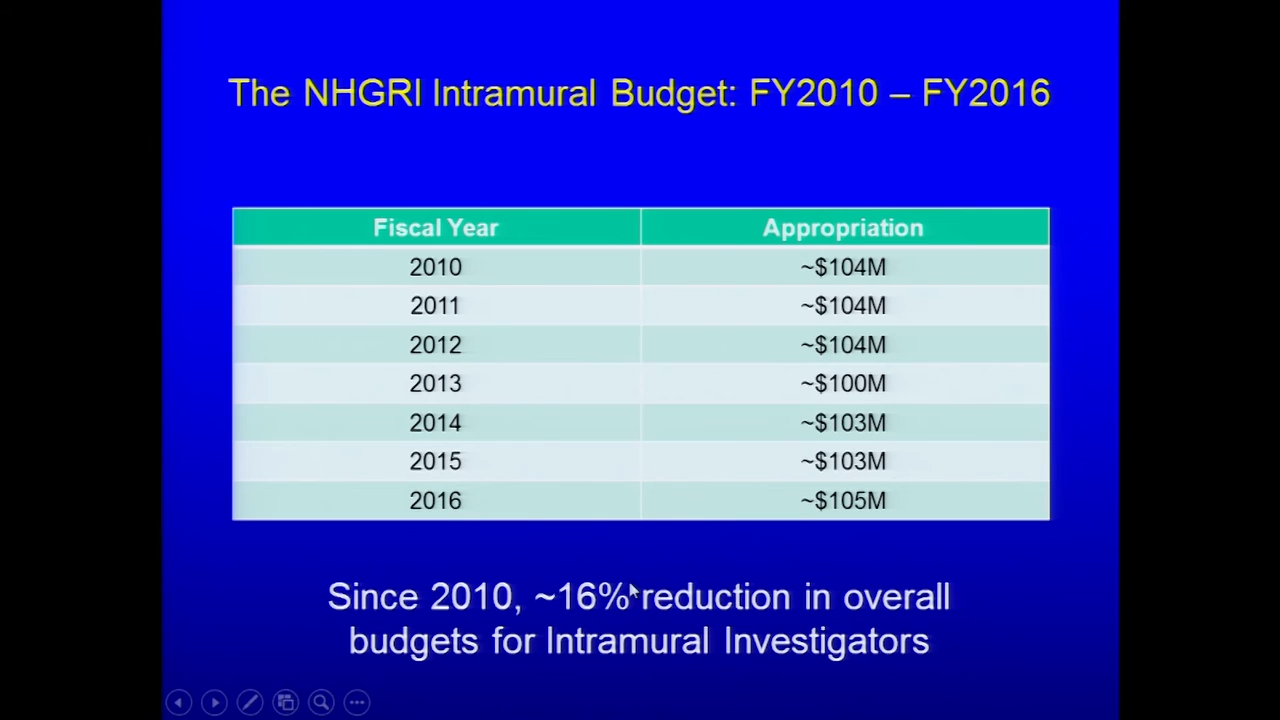 The NHGRI Intramural Budget: FY2010 – FY2016
Fiscal Year Appropriation
2010 ~$104M
2011 ~$104M
2012 ~$104M
2013 ~$100M
2014 ~$103M
2015 ~$103M
2016 ~$105M
Since 2010, ~16% reduction in overall
budgets for Intramural Investigators